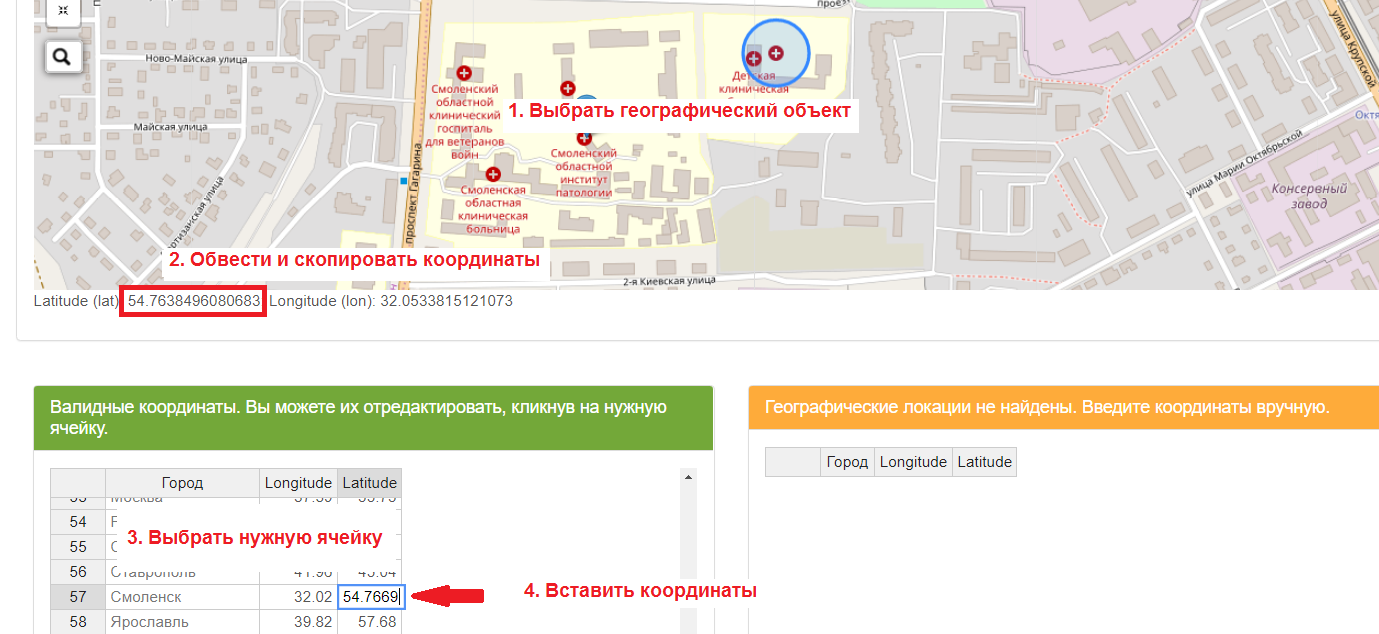 проез
Ново-Майская улица
Майская улица
ртизанская улица
проспект Гагарина
Смоленский
областной
клинический
госпиталь
для ветеранов
войн
Детская
клиническая
1. Выбрать географический объект
Смоленский
областной
институт
патологии
Смоленская
областная
клиническая
больница
улица Крупской
Октя
улица Марии Октябрьской
Консервный
завод
2-я Киевская улица
2. Обвести и скопировать координаты
Latitude (lat) 54.7638496080683 Longitude (lon): 32.0533815121073
Валидные координаты. Вы можете их отредактировать, кликнув на нужную
ячейку.
Географические локации не найдены. Введите координаты вручную.
Город Longitude Latitude
Город Longitude Latitude
53 Москва
54
3. Выбрать нужную ячейку
55
56 Ставрополь 41.96 45.04
57 Смоленск 32.02 54.7669
4. Вставить координаты
58 Ярославль 39.82 57.68